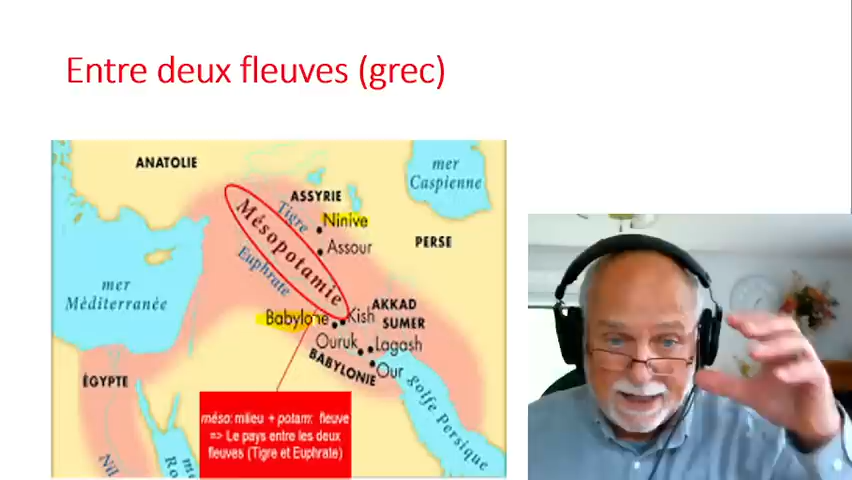 Entre deux fleuves (grec)
ANATOLIE
mer
Caspienne
ASSYRIE
Tigre
Ninive
Mésopotamie
Assour
PERSE
Euphrate
mer
Méditerranée
AKKAD
Babylone
Kish
SUMER
Ouruk
Lagash
BABYLONIE
Our
ÉGYPTE
golfe Persique
méso: milieu + potam: fleuve
=> Le pays entre les deux
fleuves (Tigre et Euphrate)
Nil